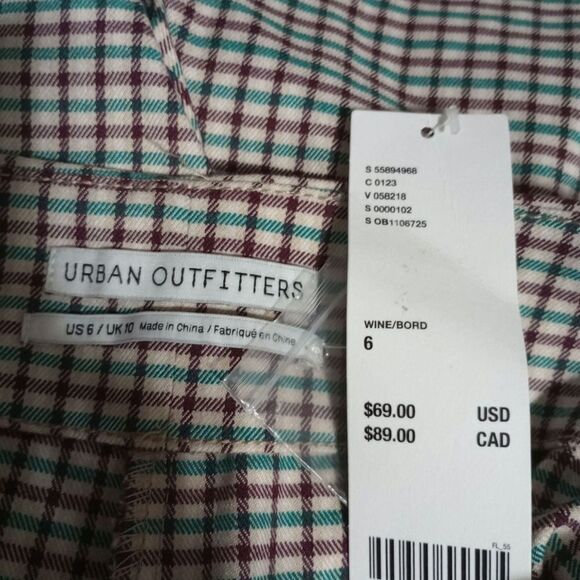 URBAN OUTFITTERS
US 6 / UK 10 Made in China / Fabriqué en Chine
S 55894968
C 0123
V 058218
S 0000102
S OB1106725
WINE/BORD
6
$69.00 USD
$89.00 CAD
FL_55